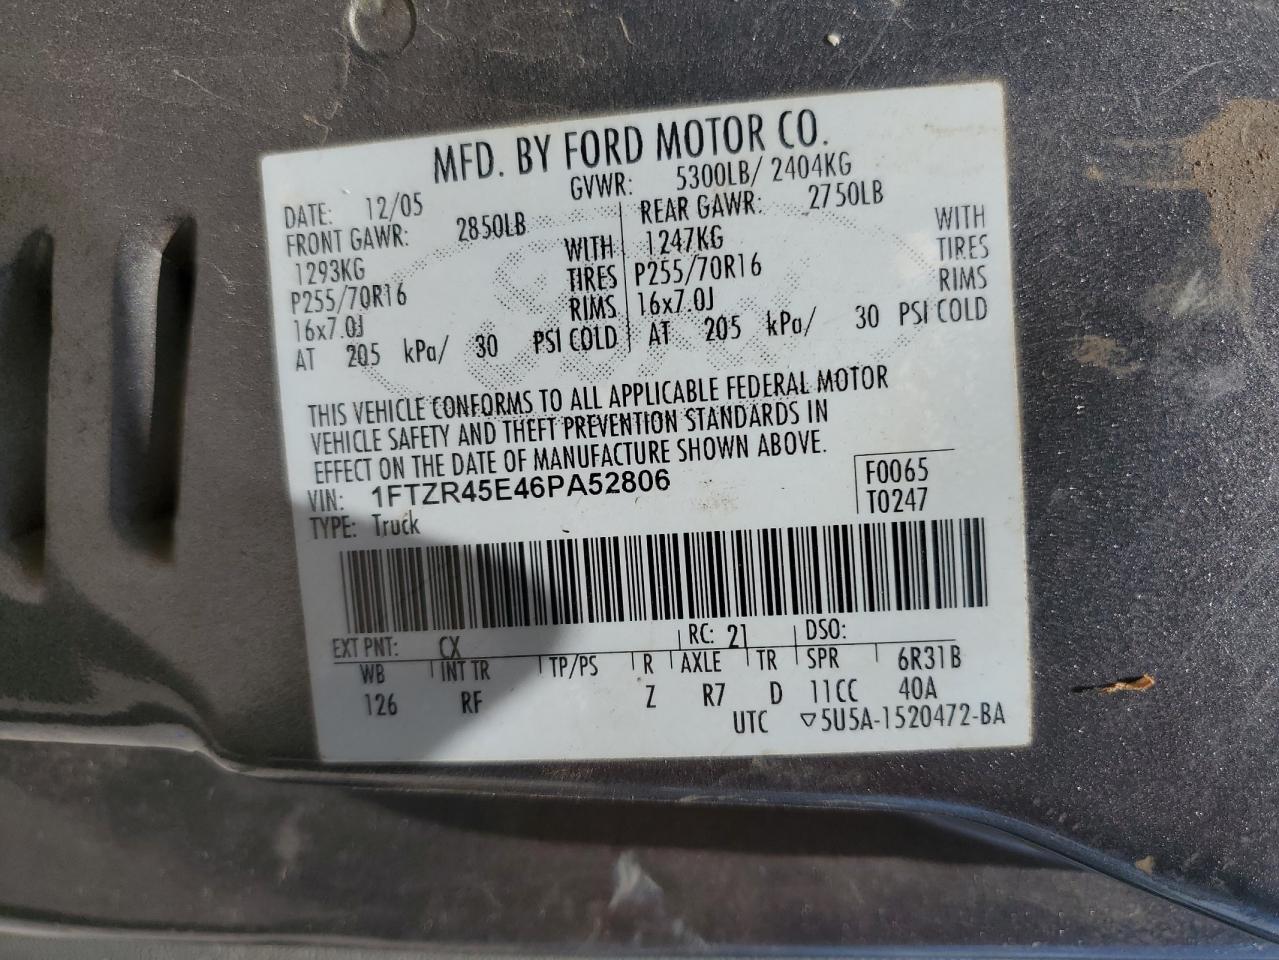 MFD. BY FORD MOTOR CO.
DATE: 12/05 GVWR: 5300LB/ 2404KG
FRONT GAWR: 2850LB REAR GAWR: 2750LB
1293KG WITH 1247KG WITH
P255/70R16 TIRES P255/70R16 TIRES
16x7.0J RIMS 16x7.0J RIMS
AT 205 kPa/ 30 PSI COLD AT 205 kPa/ 30 PSI COLD
THIS VEHICLE CONFORMS TO ALL APPLICABLE FEDERAL MOTOR
VEHICLE SAFETY AND THEFT PREVENTION STANDARDS IN
EFFECT ON THE DATE OF MANUFACTURE SHOWN ABOVE.
VIN: 1FTZR45E46PA52806 F0065
TYPE: Truck T0247
EXT PNT: CX RC: 21 DSO:
WB INT TR TP/PS R AXLE TR SPR 6R31B
126 RF Z R7 D 11CC 40A
UTC ▽5U5A-1520472-BA